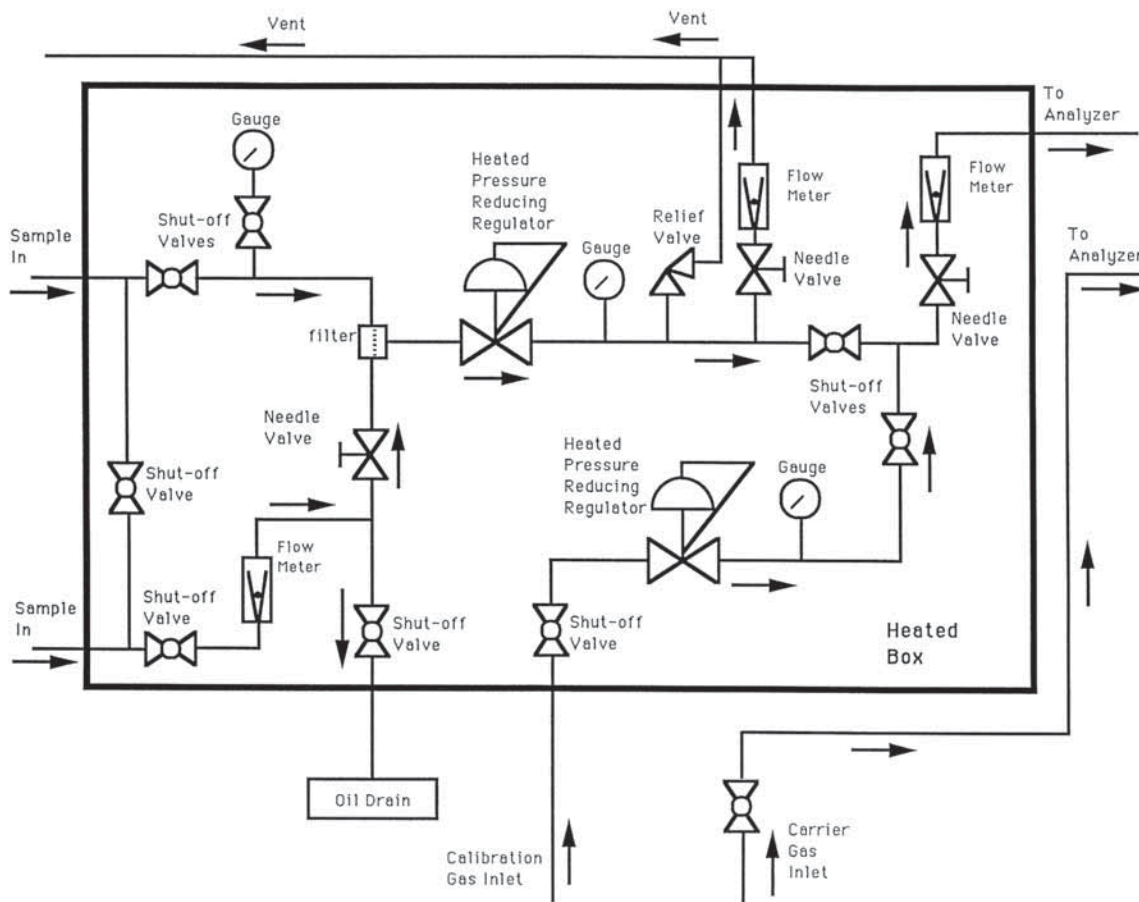 Vent
Vent
To
Analyzer
Gauge
Heated
Pressure
Reducing
Regulator
Flow
Meter
Flow
Meter
Shut-off
Valves
Relief
Valve
Sample
In
To
Analyzer
Gauge
Needle
Valve
Needle
Valve
filter
Shut-off
Valves
Needle
Valve
Heated
Pressure
Reducing
Regulator
Gauge
Shut-off
Valve
Flow
Meter
Shut-off
Valve
Sample
In
Shut-off
Valve
Shut-off
Valve
Heated
Box
Oil Drain
Calibration
Gas Inlet
Carrier
Gas
Inlet